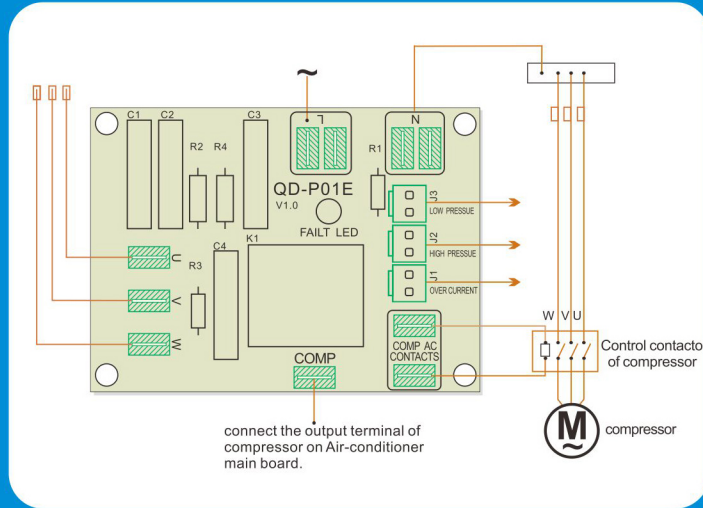 ~
C1
C2
C3
L
N
R2
R4
R1
QD-P01E
V1.0
FAILT LED
J3
LOW PRESSUE
J2
HIGH PRESSUE
J1
OVER CURRENT
U
V
W
R3
C4
K1
COMP
COMP AC
CONTACTS
W V U
Control contacto
of compressor
M
~
compressor
connect the output terminal of
compressor on Air-conditioner
main board.